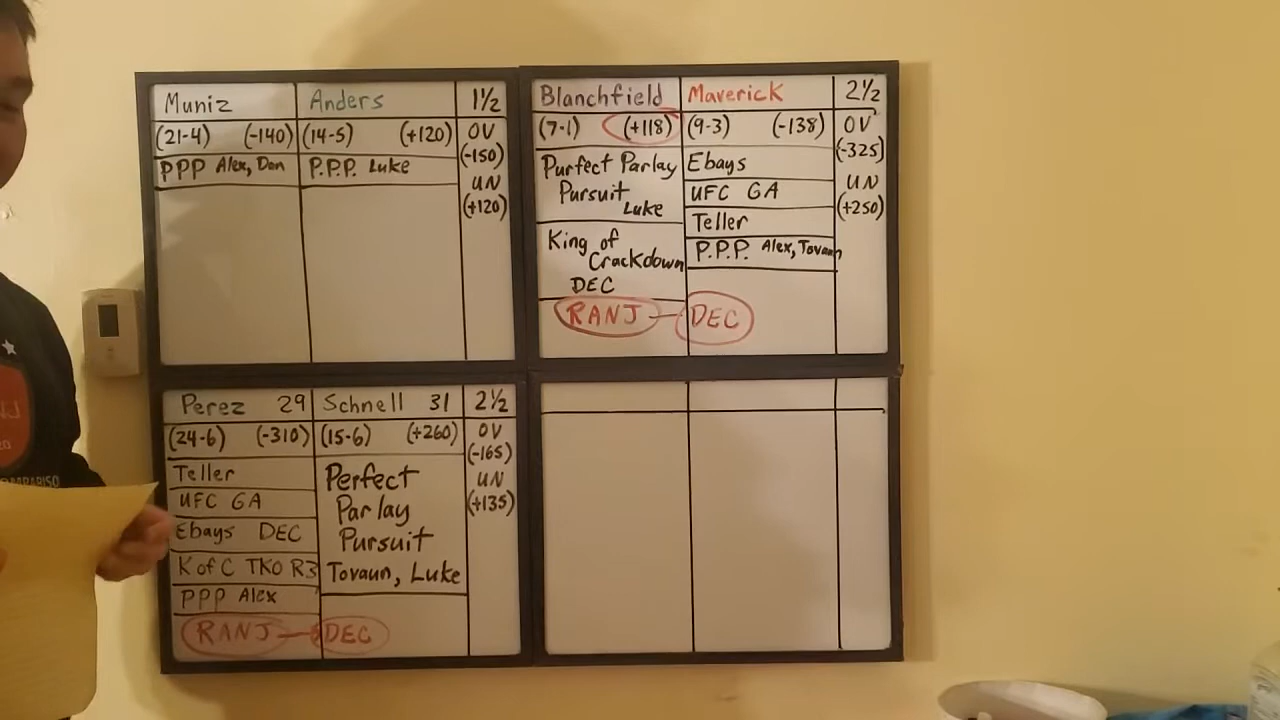 Muniz Anders 1½
(21-4) (-140) (14-5) (+120) OV
(-150)
PPP Alex, Dan P.P.P. Luke
UN
(+120)
Blanchfield Maverick 2½
(7-1) (+118) (9-3) (-138) OV
(-325)
Purfect Parlay
Pursuit
Luke
Ebays
UFC GA
UN
(+250)
Teller
P.P.P. Alex, Tovaun
King of
Crackdown
DEC
RANJ - DEC
Perez 29 Schnell 31 2½
(24-6) (-310) (15-6) (+260) OV
(-165)
UN
(+135)
Teller
UFC GA
Ebays DEC
K of C TKO R3
PPP Alex
Perfect
Parlay
Pursuit
Tovaun, Luke
RANJ → DEC